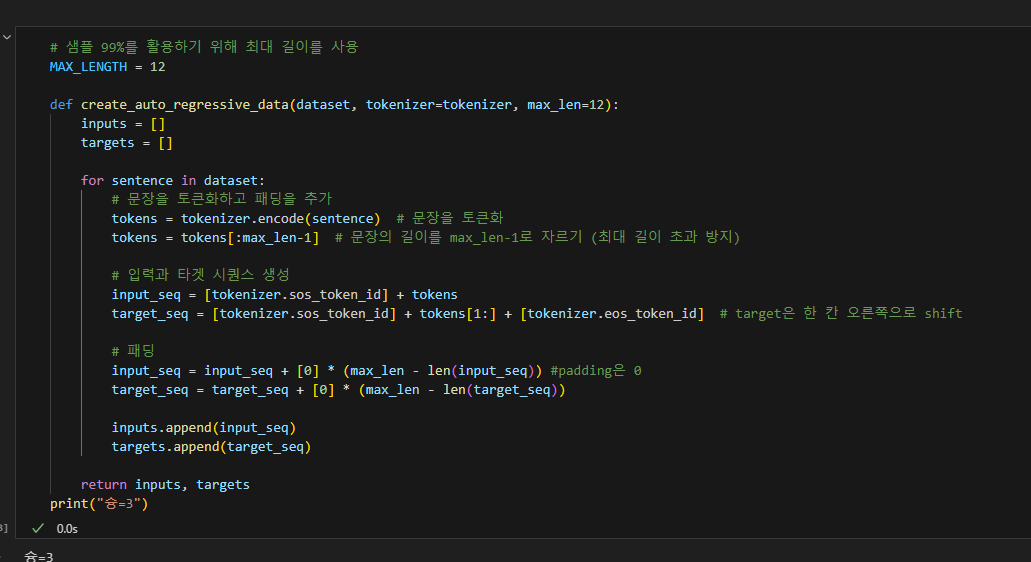 # 샘플 99%를 활용하기 위해 최대 길이를 사용
MAX_LENGTH = 12
def create_auto_regressive_data(dataset, tokenizer=tokenizer, max_len=12):
inputs = []
targets = []
for sentence in dataset:
# 문장을 토큰화하고 패딩을 추가
tokens = tokenizer.encode(sentence)  # 문장을 토큰화
tokens = tokens[:max_len-1]  # 문장의 길이를 max_len-1로 자르기 (최대 길이 초과 방지)
# 입력과 타겟 시퀀스 생성
input_seq = [tokenizer.sos_token_id] + tokens
target_seq = [tokenizer.sos_token_id] + tokens[1:] + [tokenizer.eos_token_id]  # target은 한 칸 오른쪽으로 shift
# 패딩
input_seq = input_seq + [0] * (max_len - len(input_seq)) #padding은 0
target_seq = target_seq + [0] * (max_len - len(target_seq))
inputs.append(input_seq)
targets.append(target_seq)
return inputs, targets
print("슝=3")
3]
0.0s
슝=3